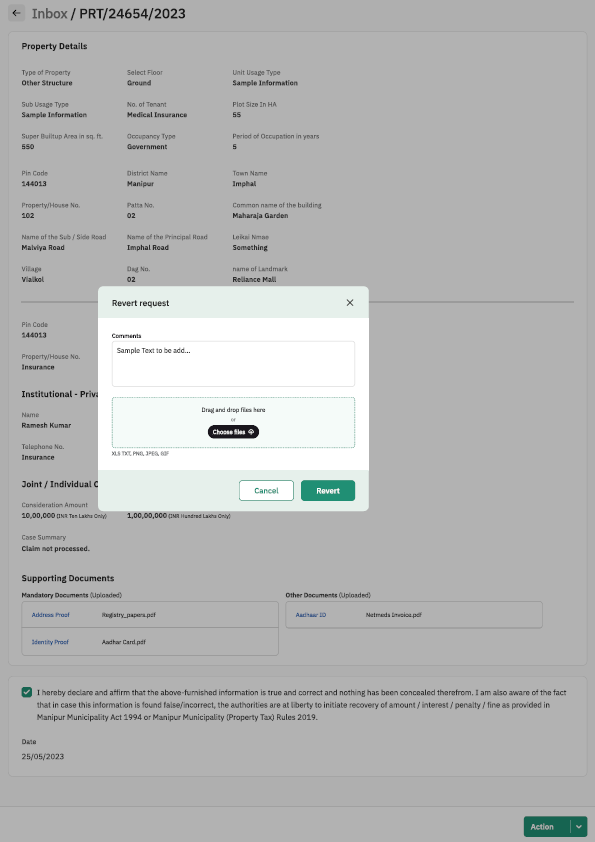 Inbox / PRT/24654/2023
Property Details
Type of Property Select Floor Unit Usage Type
Other Structure Ground Sample Information
Sub Usage Type No. of Tenant Plot Size In HA
Sample Information Medical Insurance 55
Super Builtup Area in sq. ft. Occupancy Type Period of Occupation in years
550 Government 5
Pin Code District Name Town Name
144013 Manipur Imphal
Property/House No. Patta No. Common name of the building
102 02 Maharaja Garden
Name of the Sub / Side Road Name of the Principal Road Leikai Nmae
Malviya Road Imphal Road Something
Village Dag No. name of Landmark
Vialkol 02 Reliance Mall
Revert request
Comments
Sample Text to be add...
Drag and drop files here
or
Choose files
XLS TXT, PNG, JPEG, GIF
Cancel Revert
Pin Code
144013
Property/House No.
Insurance
Institutional - Priva
Name
Ramesh Kumar
Telephone No.
Insurance
Joint / Individual
Consideration Amount
10,00,000 (INR Ten Lakhs Only) 1,00,00,000 (INR Hundred Lakhs Only)
Case Summary
Claim not processed.
Supporting Documents
Mandatory Documents (Uploaded) Other Documents (Uploaded)
Address Proof Registry_papers.pdf Aadhaar ID Netmeds Invoice.pdf
Identity Proof Aadhar Card.pdf
I hereby declare and affirm that the above-furnished information is true and correct and nothing has been concealed therefrom. I am also aware of the fact
that in case this information is found false/incorrect, the authorities are at liberty to initiate recovery of amount / interest / penalty / fine as provided in
Manipur Municipality Act 1994 or Manipur Municipality (Property Tax) Rules 2019.
Date
25/05/2023
Action